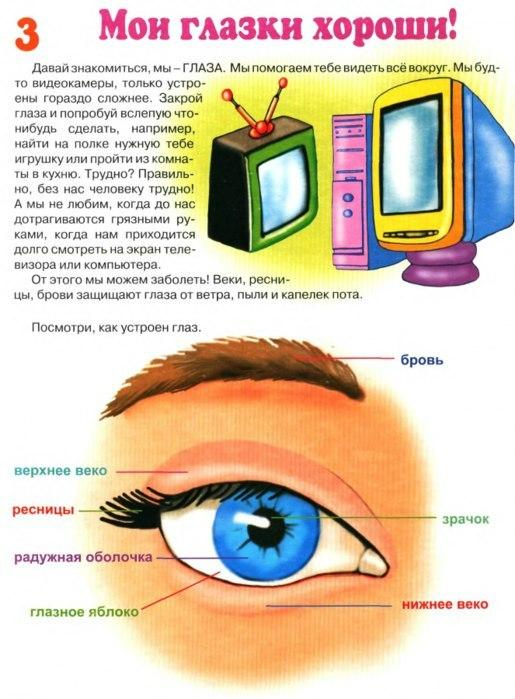 3
Мои глазки хороши!
Давай знакомиться, мы – ГЛАЗА. Мы помогаем тебе видеть всё вокруг. Мы буд-
то видеокамеры, только устро-
ены гораздо сложнее. Закрой
глаза и попробуй вслепую что-
нибудь сделать, например,
найти на полке нужную тебе
игрушку или пройти из комна-
ты в кухню. Трудно? Правиль-
но, без нас человеку трудно!
А мы не любим, когда до нас
дотрагиваются грязными ру-
ками, когда нам приходится
долго смотреть на экран теле-
визора или компьютера.
От этого мы можем заболеть! Веки, ресни-
цы, брови защищают глаза от ветра, пыли и капелек пота.
Посмотри, как устроен глаз.
бровь
верхнее веко
ресницы
зрачок
радужная оболочка
глазное яблоко
нижнее веко